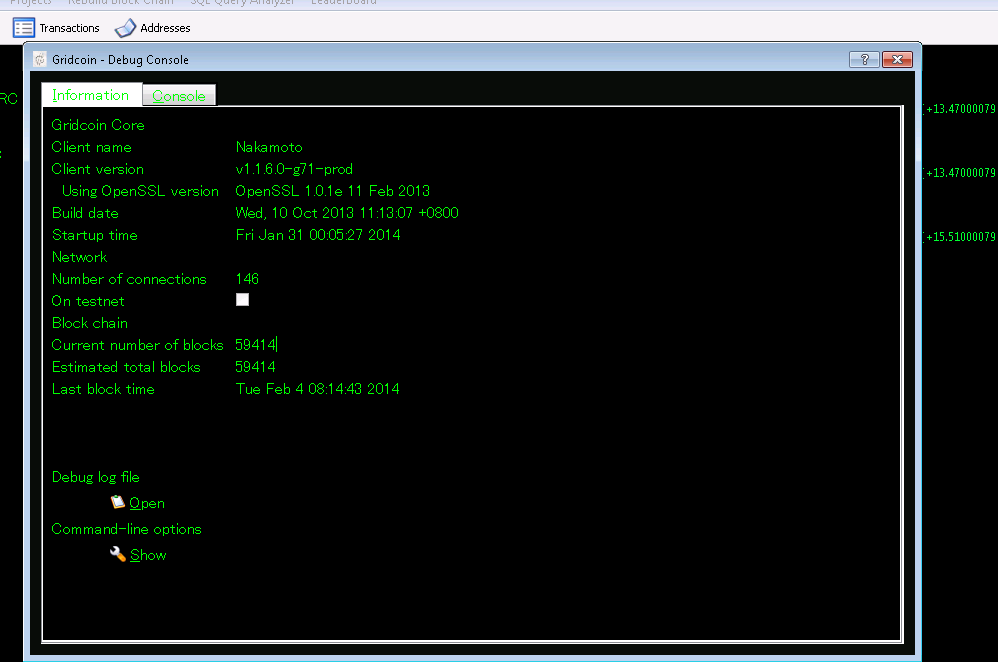 Projects Rebuild Block Chain SQL Query Analyzer Leaderboard
Transactions Addresses
Gridcoin - Debug Console
?
Information Console
RC
Gridcoin Core
+13.47000079
Client name Nakamoto
Client version v1.1.6.0-g71-prod
+13.47000079
Using OpenSSL version OpenSSL 1.0.1e 11 Feb 2013
Build date Wed, 10 Oct 2013 11:13:07 +0800
Startup time Fri Jan 31 00:05:27 2014
+15.51000079
Network
Number of connections 146
On testnet
Block chain
Current number of blocks 59414
Estimated total blocks 59414
Last block time Tue Feb 4 08:14:43 2014
Debug log file
Open
Command-line options
Show